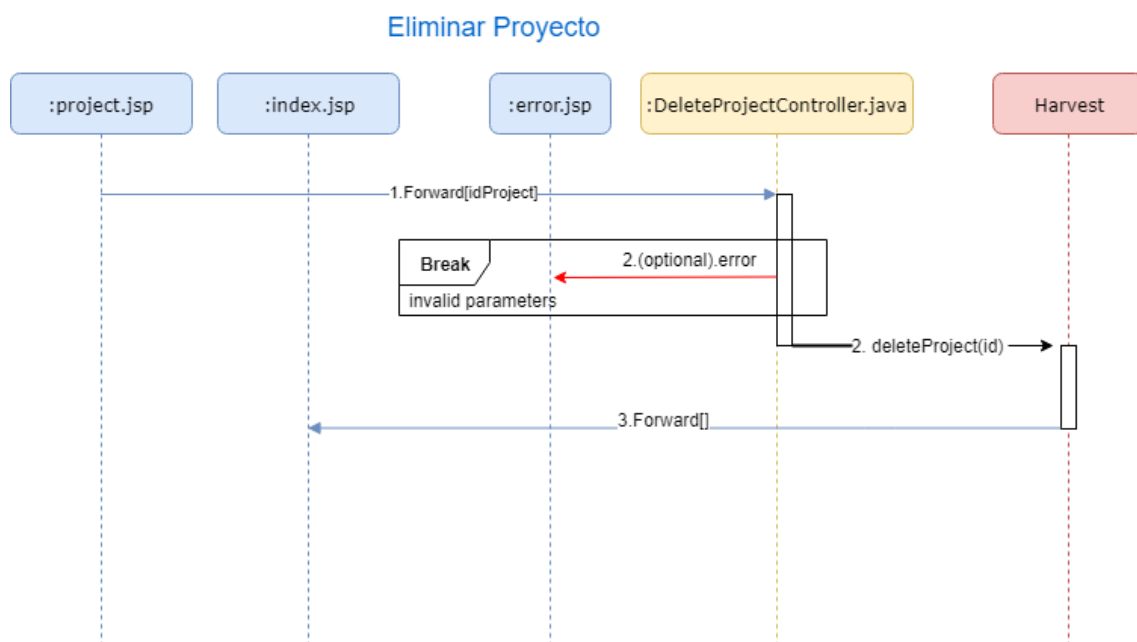 Eliminar Proyecto
:project.jsp
:index.jsp
:error.jsp
:DeleteProjectController.java
Harvest
1.Forward[idProject]
Break
2.(optional).error
invalid parameters
2. deleteProject(id)
3.Forward[]